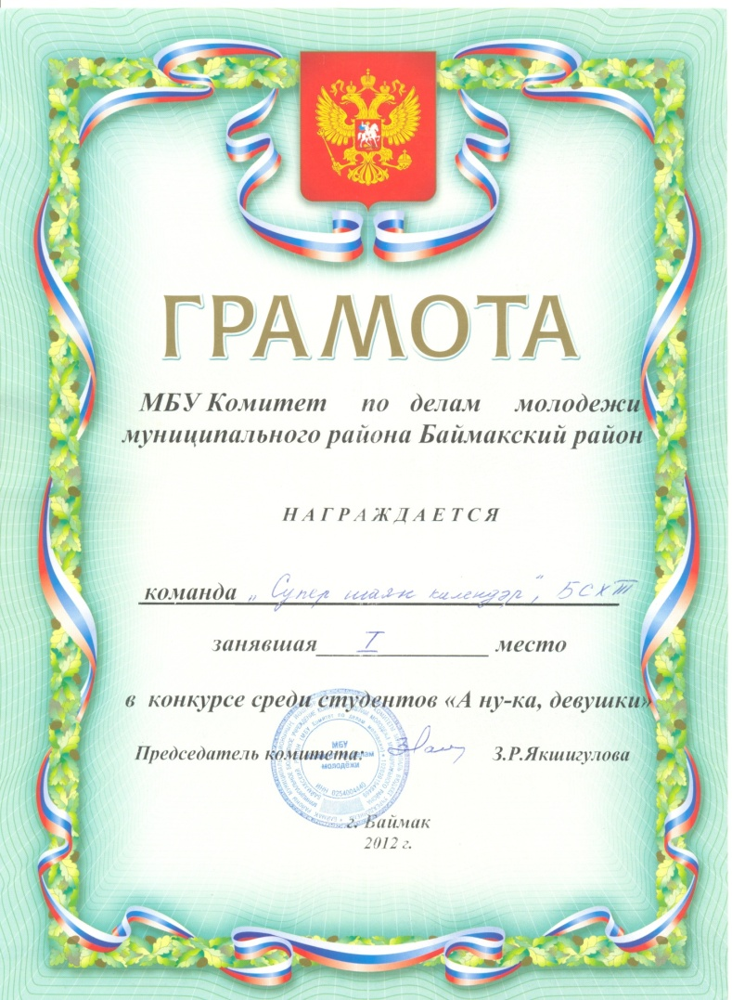 ГРАМОТА
МБУ Комитет по делам молодежи
муниципального района Баймакский район
НАГРАЖДАЕТСЯ
команда „Супер шаян килендэр", БСХТ
занявшая I место
в конкурсе среди студентов «А ну-ка, девушки»
Председатель комитета: З.Р.Якшигулова
МБУ
молодежи
ИНН 0254004440
г. Баймак
2012 г.